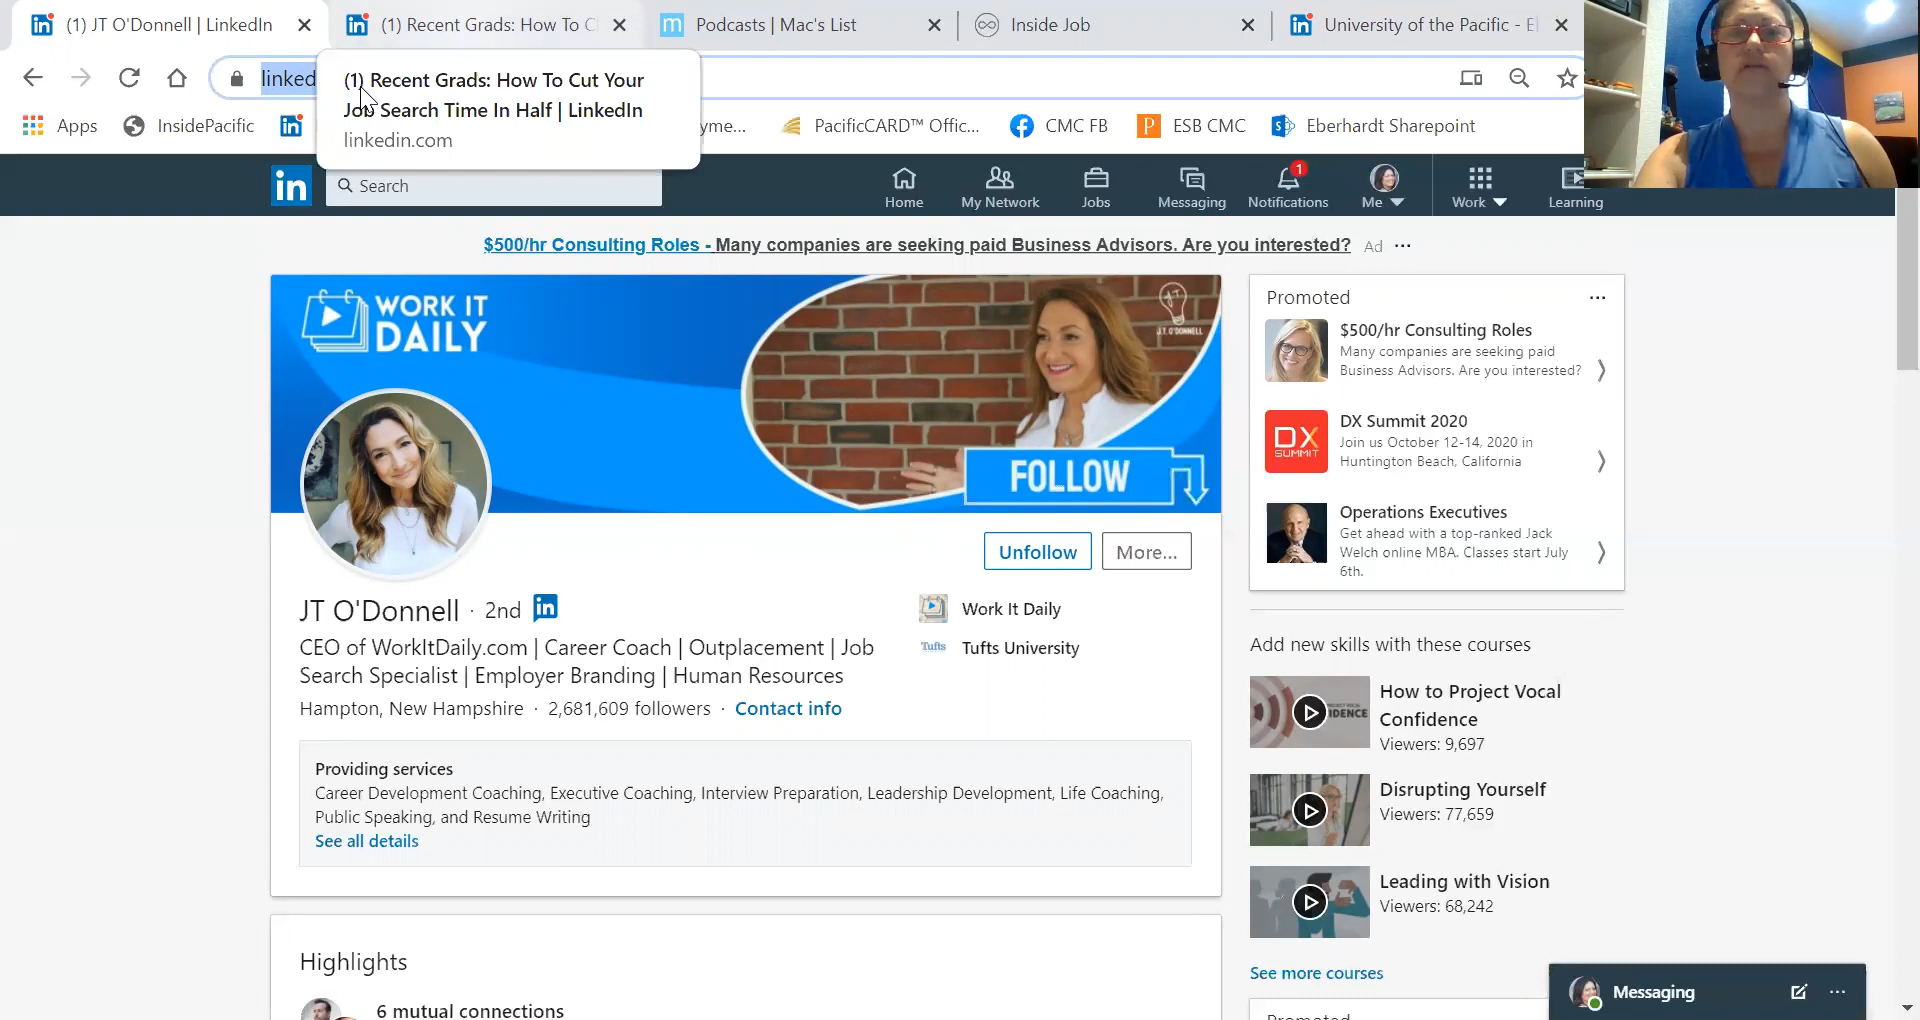 (1) JT O'Donnell | LinkedIn
(1) Recent Grads: How To C
Podcasts | Mac's List
Inside Job
University of the Pacific - E
linked
(1) Recent Grads: How To Cut Your
Job Search Time In Half | LinkedIn
linkedin.com
Apps
InsidePacific
yme...
PacificCARD™ Offic...
CMC FB
ESB CMC
Eberhardt Sharepoint
in
Search
Home
My Network
Jobs
Messaging
1
Notifications
Me
Work
Learning
$500/hr Consulting Roles - Many companies are seeking paid Business Advisors. Are you interested? Ad ...
WORK IT
DAILY
J.T. O'DONNELL
FOLLOW
Unfollow
More...
JT O'Donnell · 2nd in
CEO of WorkItDaily.com | Career Coach | Outplacement | Job
Search Specialist | Employer Branding | Human Resources
Hampton, New Hampshire · 2,681,609 followers · Contact info
Work It Daily
Tufts
Tufts University
Providing services
Career Development Coaching, Executive Coaching, Interview Preparation, Leadership Development, Life Coaching,
Public Speaking, and Resume Writing
See all details
Highlights
6 mutual connections
Promoted
$500/hr Consulting Roles
Many companies are seeking paid
Business Advisors. Are you interested?
DX
SUMMIT
DX Summit 2020
Join us October 12-14, 2020 in
Huntington Beach, California
Operations Executives
Get ahead with a top-ranked Jack
Welch online MBA. Classes start July
6th.
Add new skills with these courses
How to Project Vocal
Confidence
Viewers: 9,697
Disrupting Yourself
Viewers: 77,659
Leading with Vision
Viewers: 68,242
See more courses
Promoted
Messaging